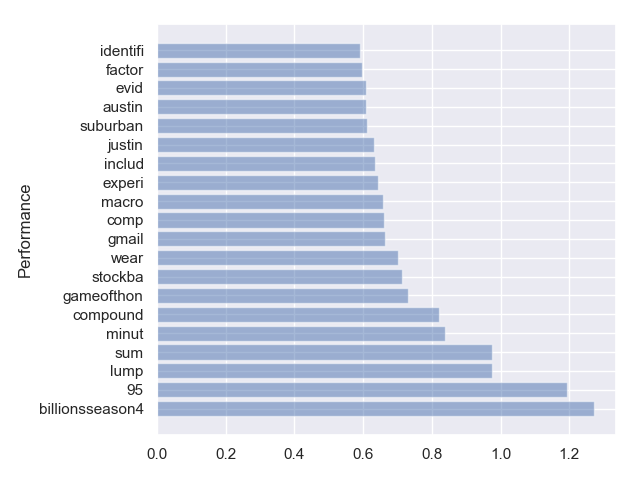 Performance
identifi
factor
evid
austin
suburban
justin
includ
experi
macro
comp
gmail
wear
stockba
gameofthon
compound
minut
sum
lump
95
billionsseason4
0.0 0.2 0.4 0.6 0.8 1.0 1.2